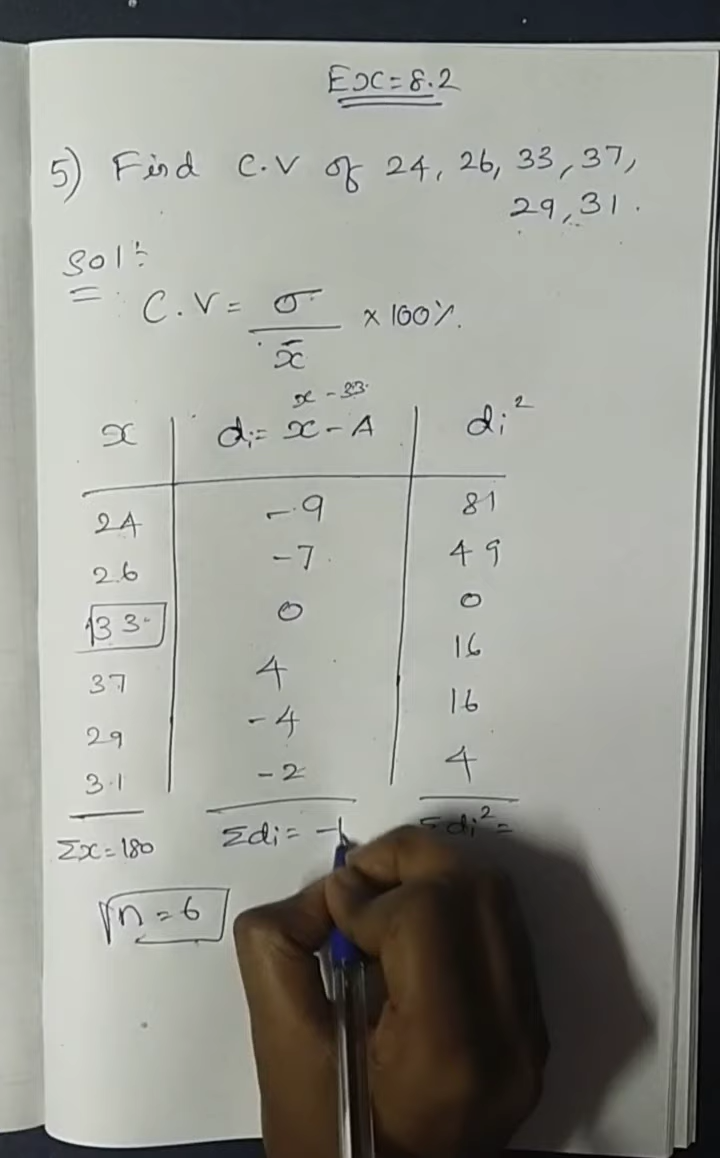 Ex = 8.2
5) Find C.V of 24, 26, 33, 37,
29, 31.
Sol:
C.V = σ / x̄ × 100%.
x - 33
x | di = x - A | di²
24 | -9 | 81
26 | -7 | 49
33 | 0 | 0
37 | 4 | 16
29 | -4 | 16
31 | -2 | 4
Σx = 180 | Σdi = -1 | Σdi² =
n = 6